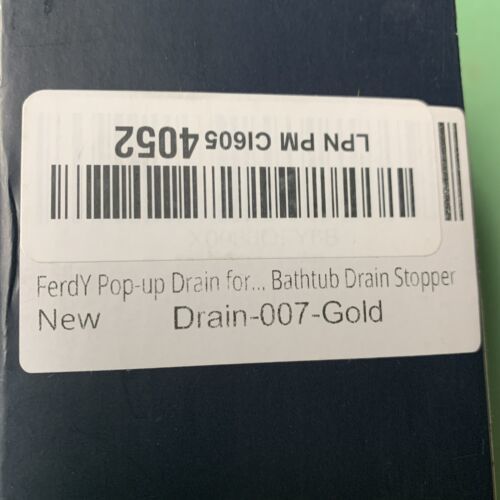 LPN PM CI605 4052
FerdY Pop-up Drain for... Bathtub Drain Stopper
New Drain-007-Gold